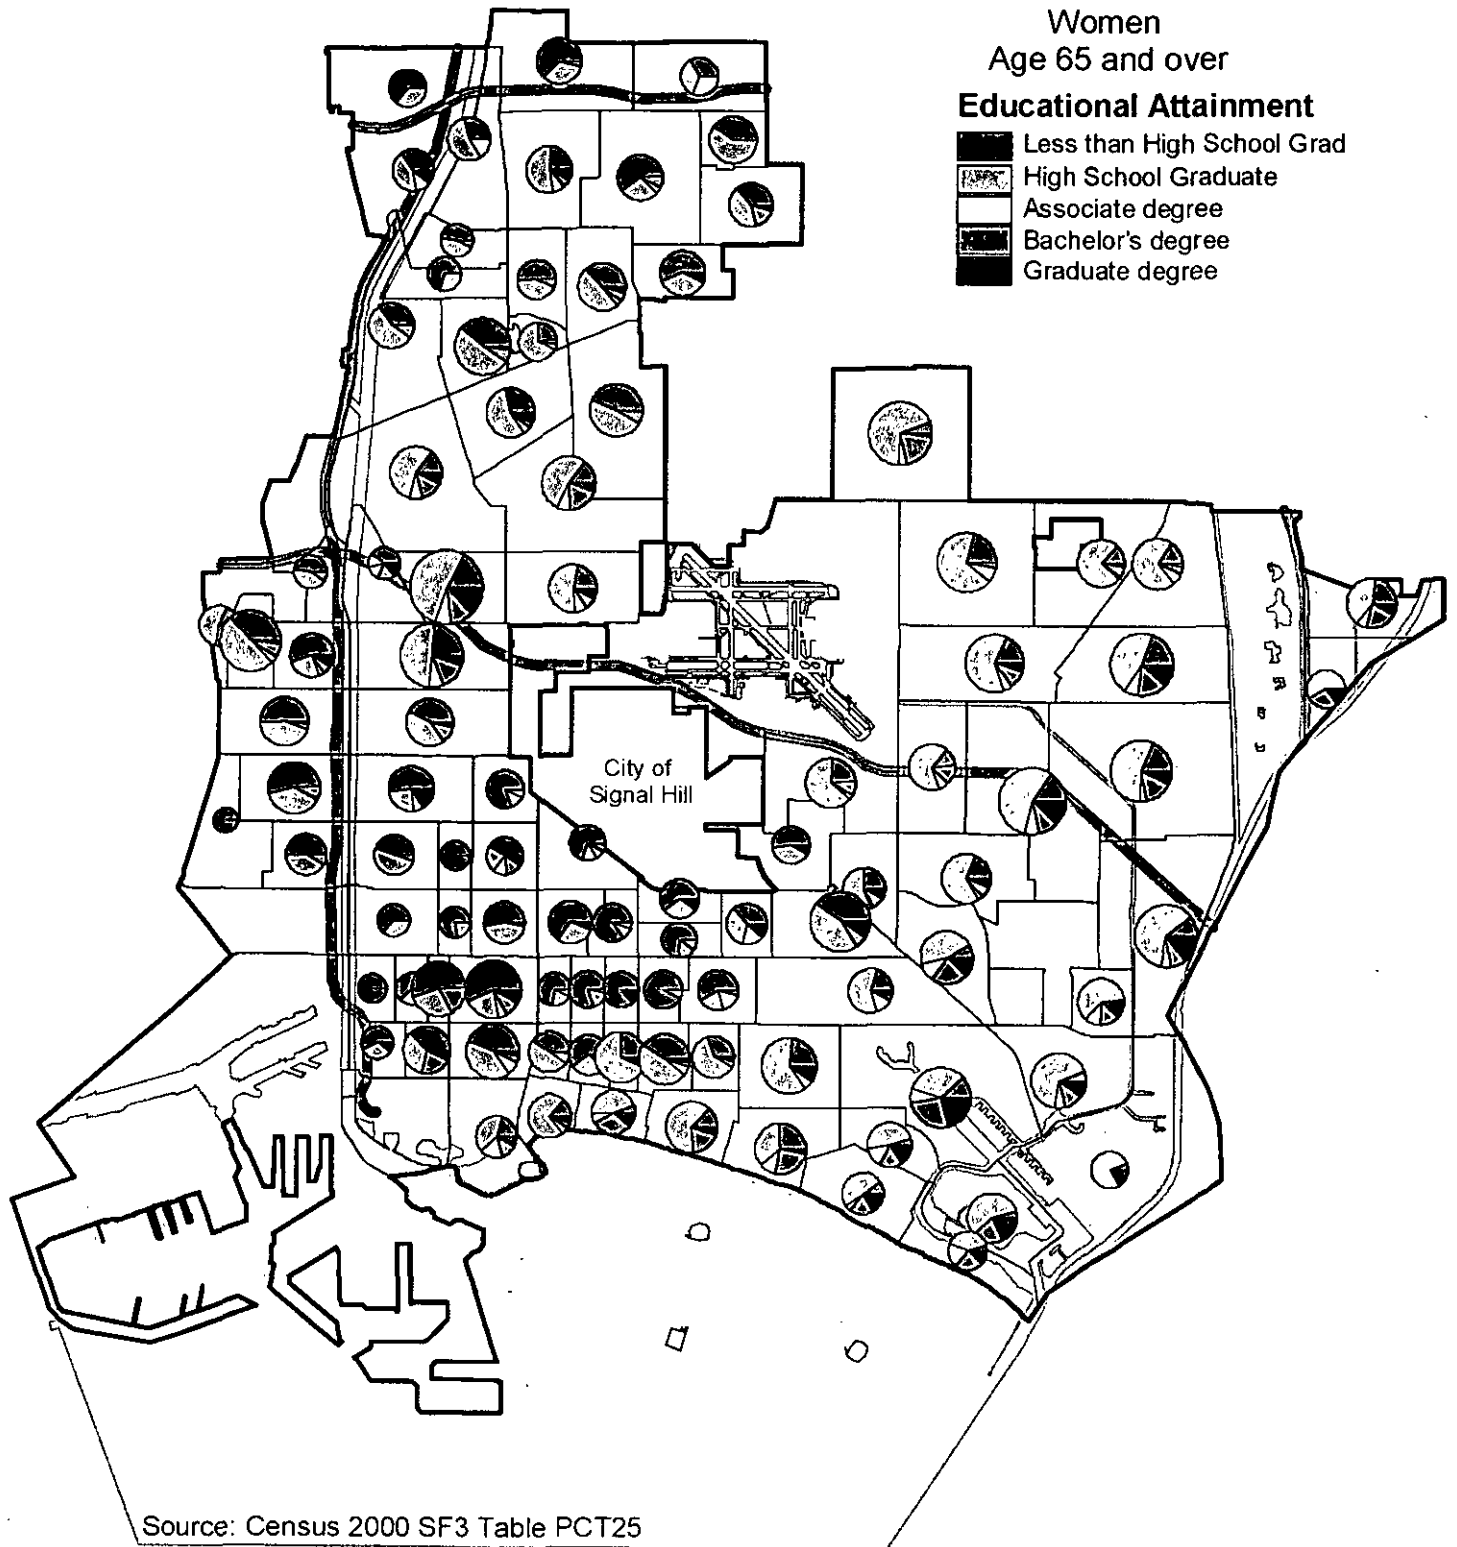 Women
Age 65 and over
Educational Attainment
Less than High School Grad
High School Graduate
Associate degree
Bachelor's degree
Graduate degree
City of
Signal Hill
Source: Census 2000 SF3 Table PCT25